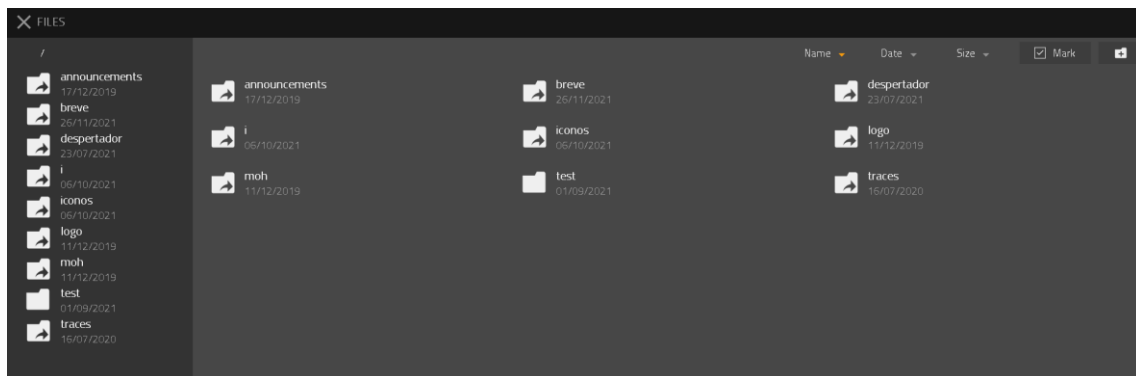 FILES
/
announcements
17/12/2019
breve
26/11/2021
despertador
23/07/2021
i
06/10/2021
iconos
06/10/2021
logo
11/12/2019
moh
11/12/2019
test
01/09/2021
traces
16/07/2020
Name Date Size Mark
announcements breve despertador
17/12/2019 26/11/2021 23/07/2021
i iconos logo
06/10/2021 06/10/2021 11/12/2019
moh test traces
11/12/2019 01/09/2021 16/07/2020